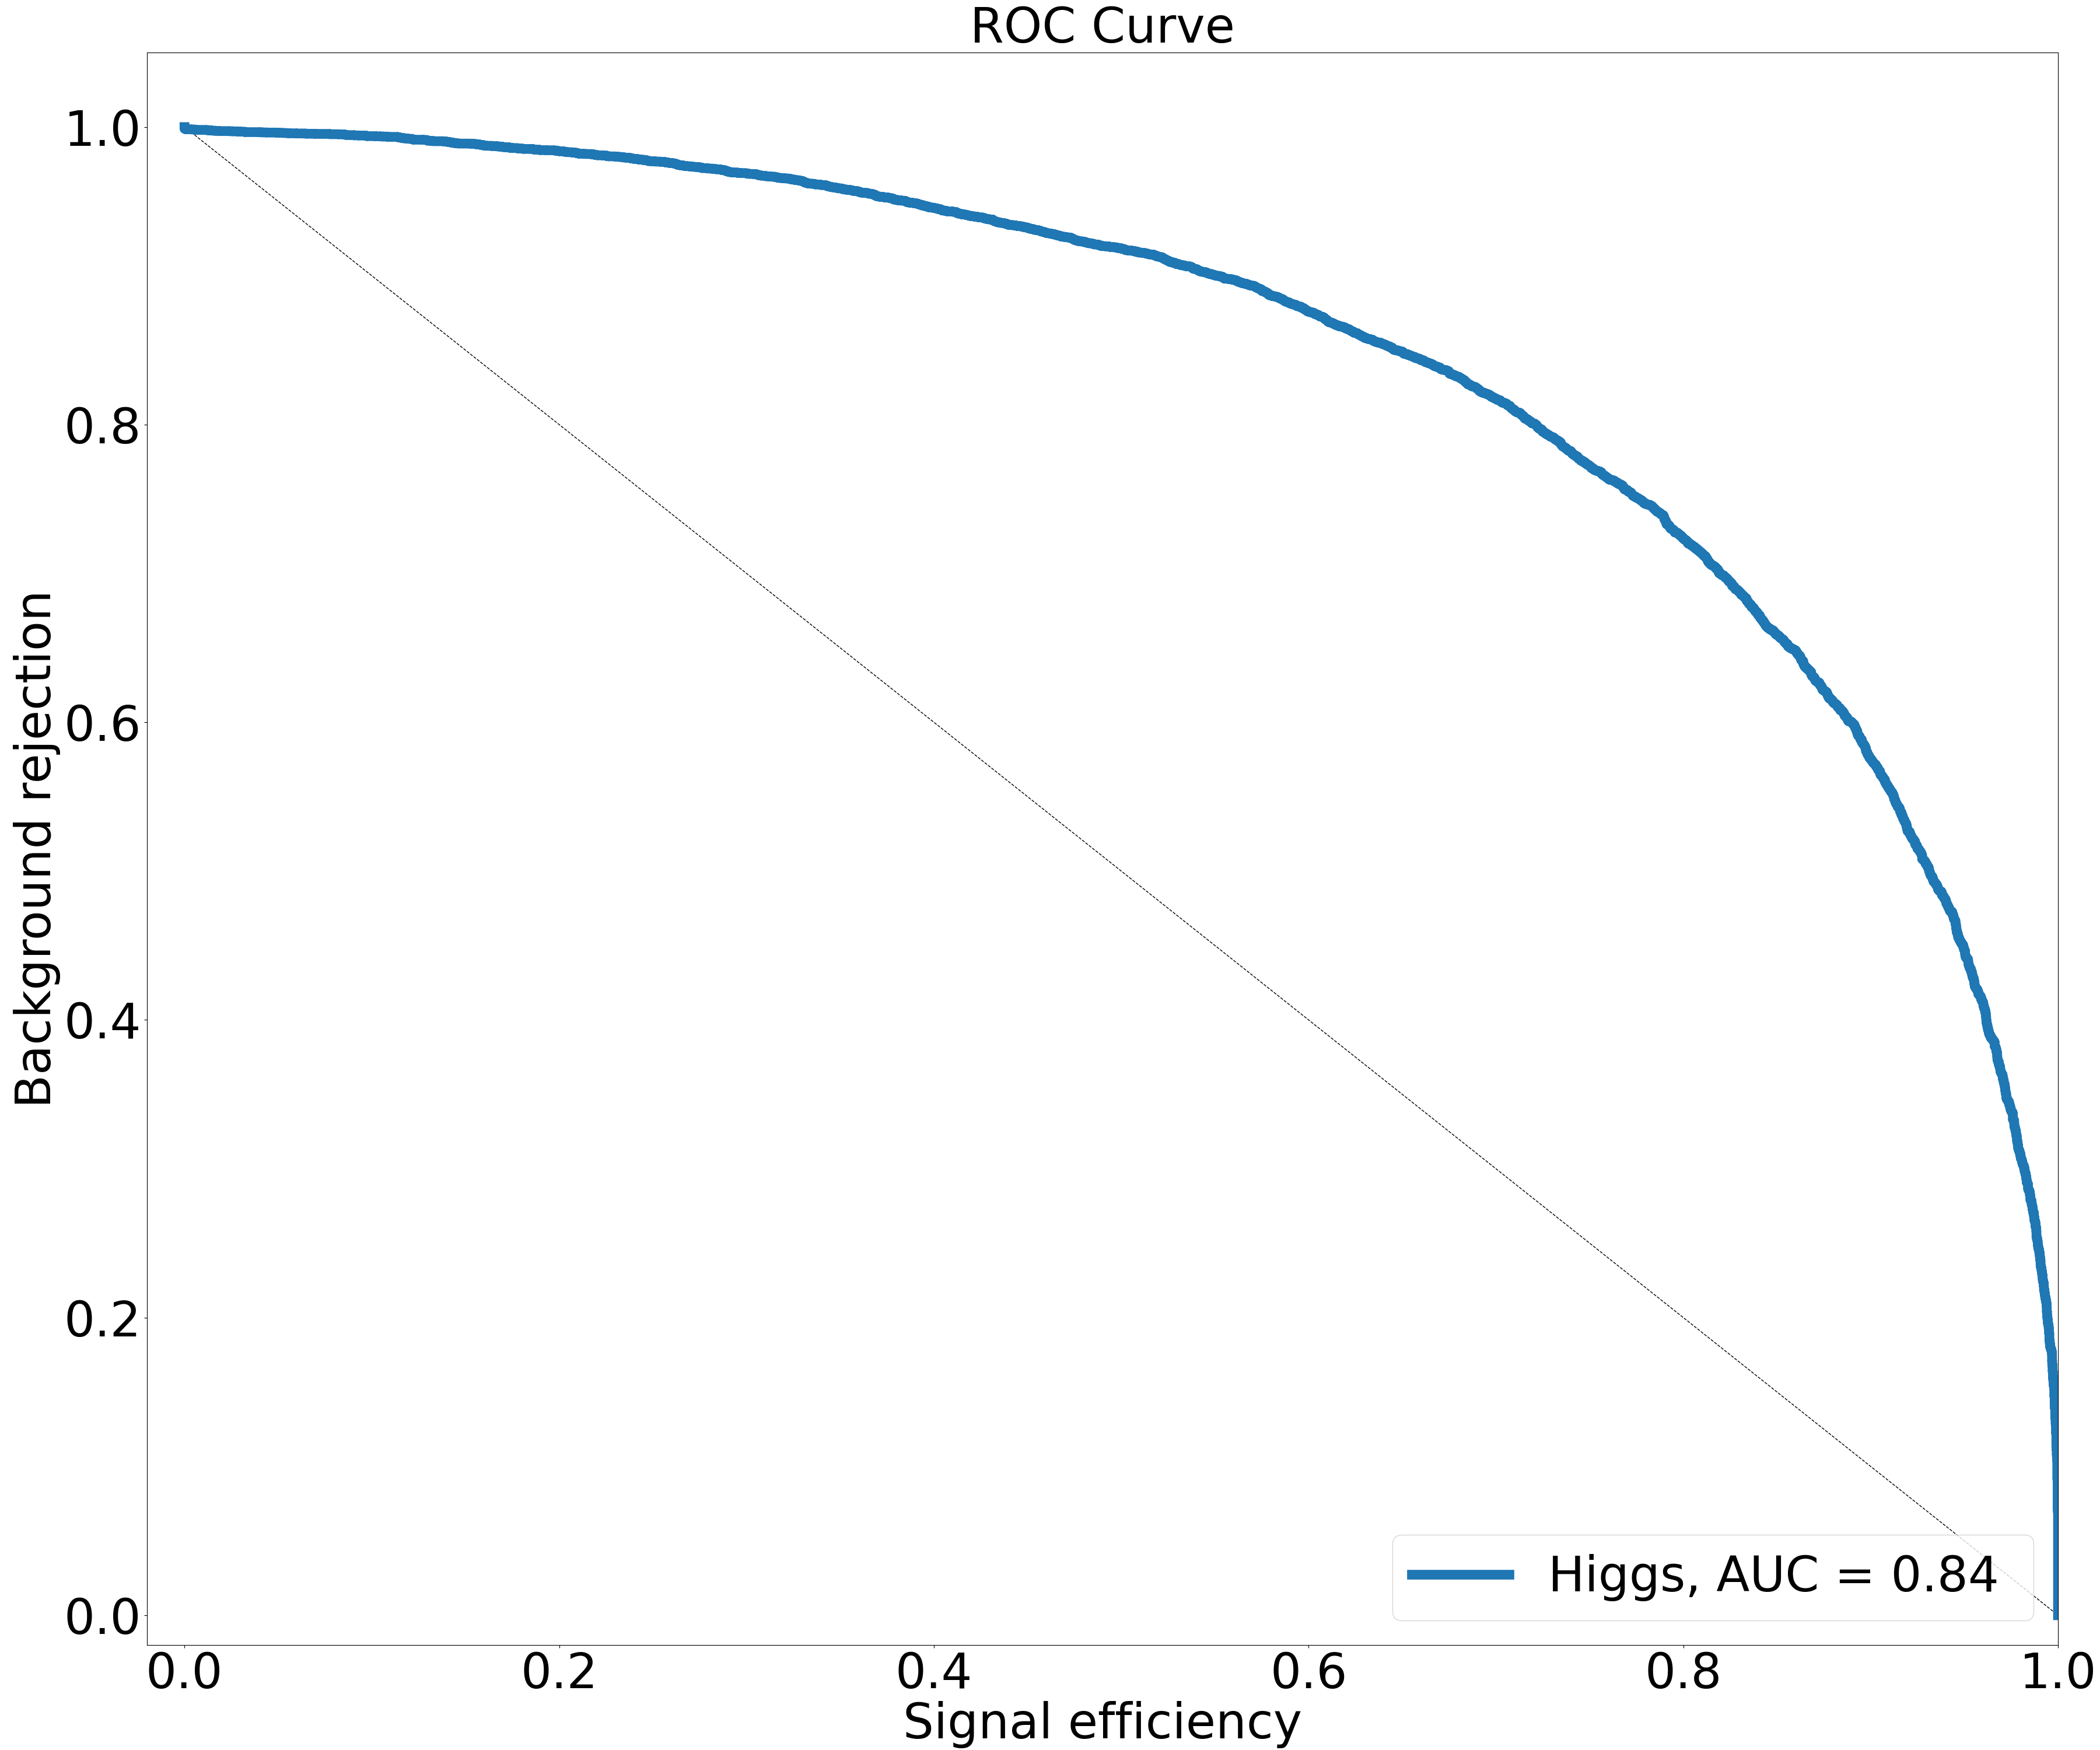 ROC Curve
Background rejection
1.0
0.8
0.6
0.4
0.2
0.0
Higgs, AUC = 0.84
0.0 0.2 0.4 0.6 0.8 1.0
Signal efficiency